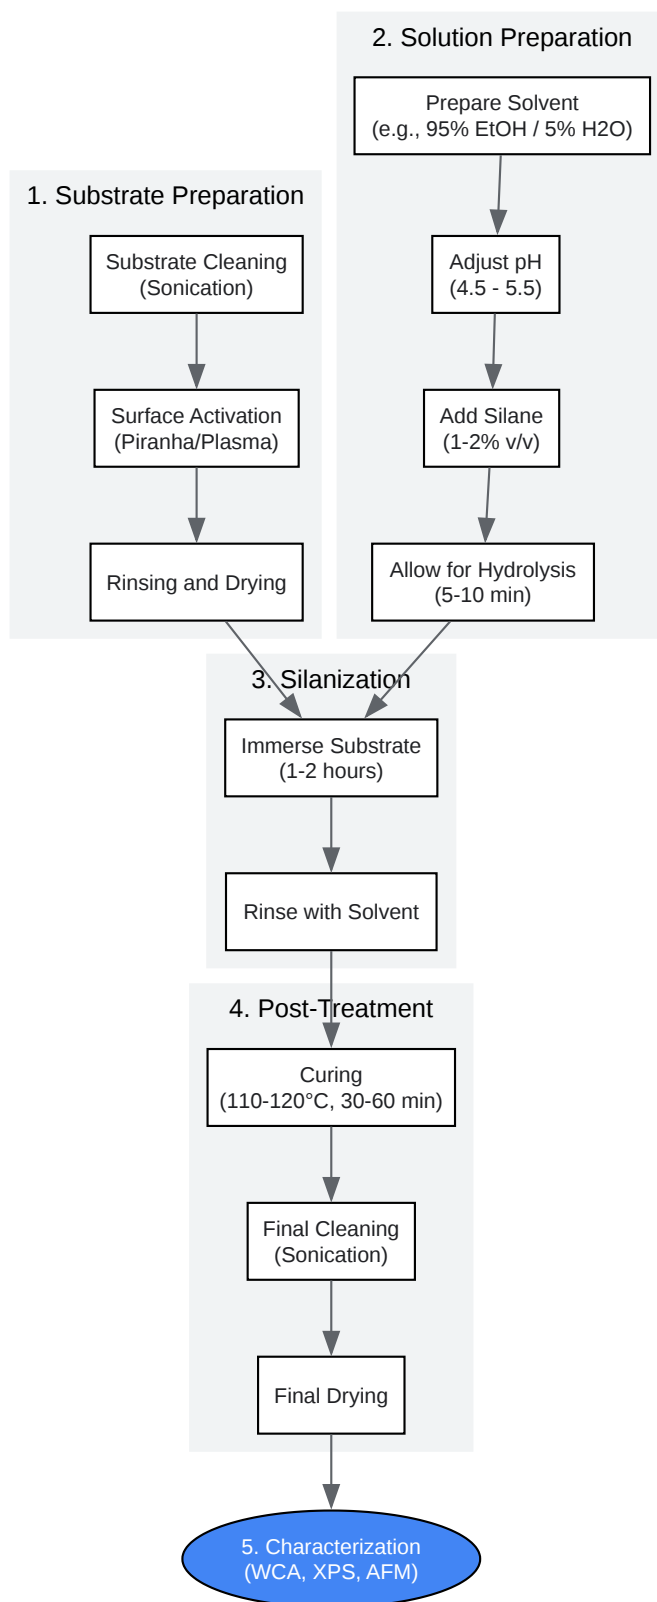 1. Substrate Preparation
Substrate Cleaning
(Sonication)
Surface Activation
(Piranha/Plasma)
Rinsing and Drying
2. Solution Preparation
Prepare Solvent
(e.g., 95% EtOH / 5% H2O)
Adjust pH
(4.5 - 5.5)
Add Silane
(1-2% v/v)
Allow for Hydrolysis
(5-10 min)
3. Silanization
Immerse Substrate
(1-2 hours)
Rinse with Solvent
4. Post-Treatment
Curing
(110-120°C, 30-60 min)
Final Cleaning
(Sonication)
Final Drying
5. Characterization
(WCA, XPS, AFM)